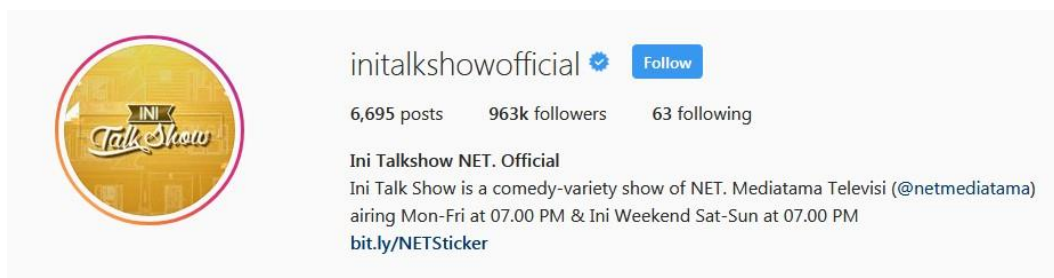 INI
Talk Show
initalkshowofficial Follow
6,695 posts 963k followers 63 following
Ini Talkshow NET. Official
Ini Talk Show is a comedy-variety show of NET. Mediatama Televisi (@netmediatama)
airing Mon-Fri at 07.00 PM & Ini Weekend Sat-Sun at 07.00 PM
bit.ly/NETSticker